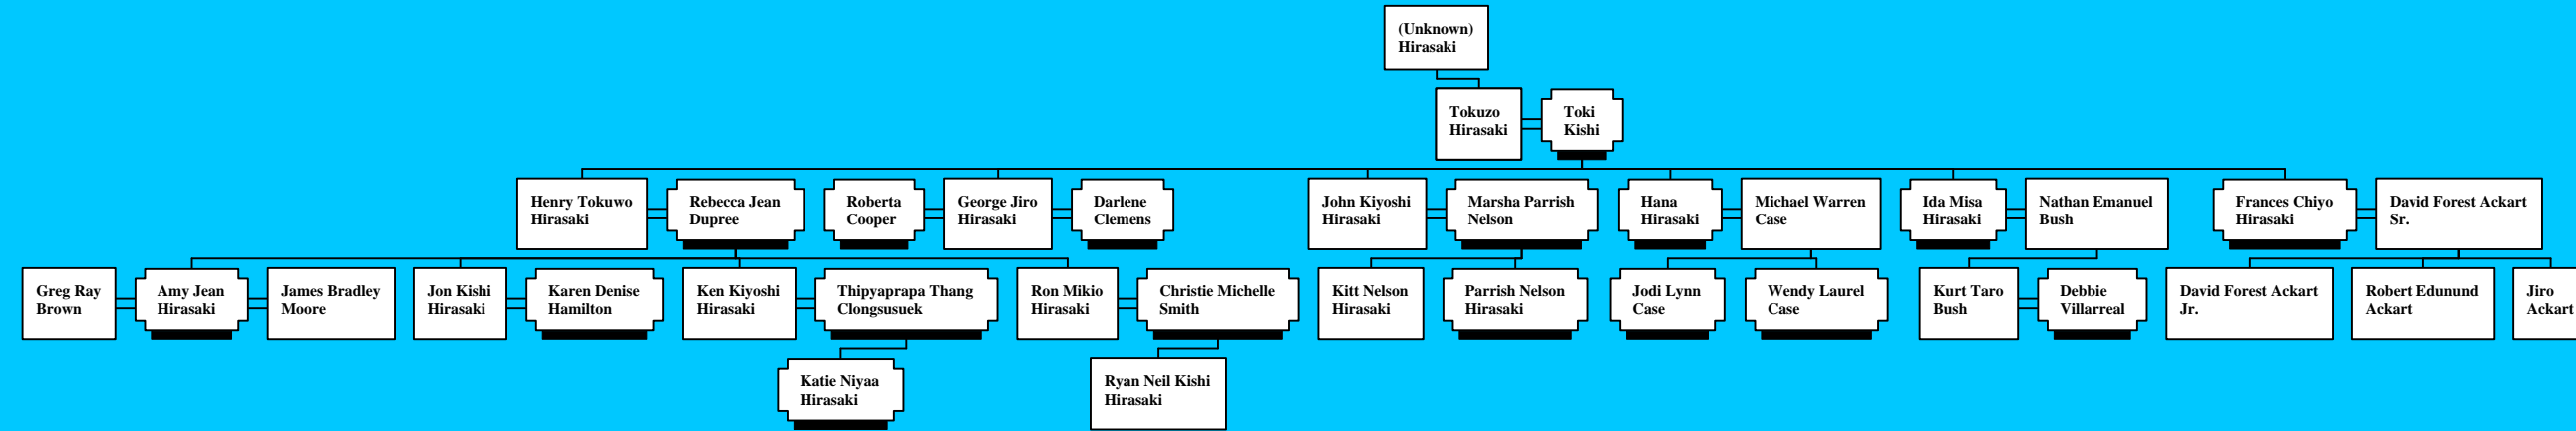 (Unknown)
Hirasaki
Tokuzo
Hirasaki
Toki
Kishi
Henry Tokuwo
Hirasaki
Rebecca Jean
Dupree
Roberta
Cooper
George Jiro
Hirasaki
Darlene
Clemens
John Kiyoshi
Hirasaki
Marsha Parrish
Nelson
Hana
Hirasaki
Michael Warren
Case
Ida Misa
Hirasaki
Nathan Emanuel
Bush
Frances Chiyo
Hirasaki
David Forest Ackart
Sr.
Greg Ray
Brown
Amy Jean
Hirasaki
James Bradley
Moore
Jon Kishi
Hirasaki
Karen Denise
Hamilton
Ken Kiyoshi
Hirasaki
Thipyaprapa Thang
Clongsusuek
Ron Mikio
Hirasaki
Christie Michelle
Smith
Kitt Nelson
Hirasaki
Parrish Nelson
Hirasaki
Jodi Lynn
Case
Wendy Laurel
Case
Kurt Taro
Bush
Debbie
Villarreal
David Forest Ackart
Jr.
Robert Edunund
Ackart
Jiro
Ackart
Katie Niyaa
Hirasaki
Ryan Neil Kishi
Hirasaki